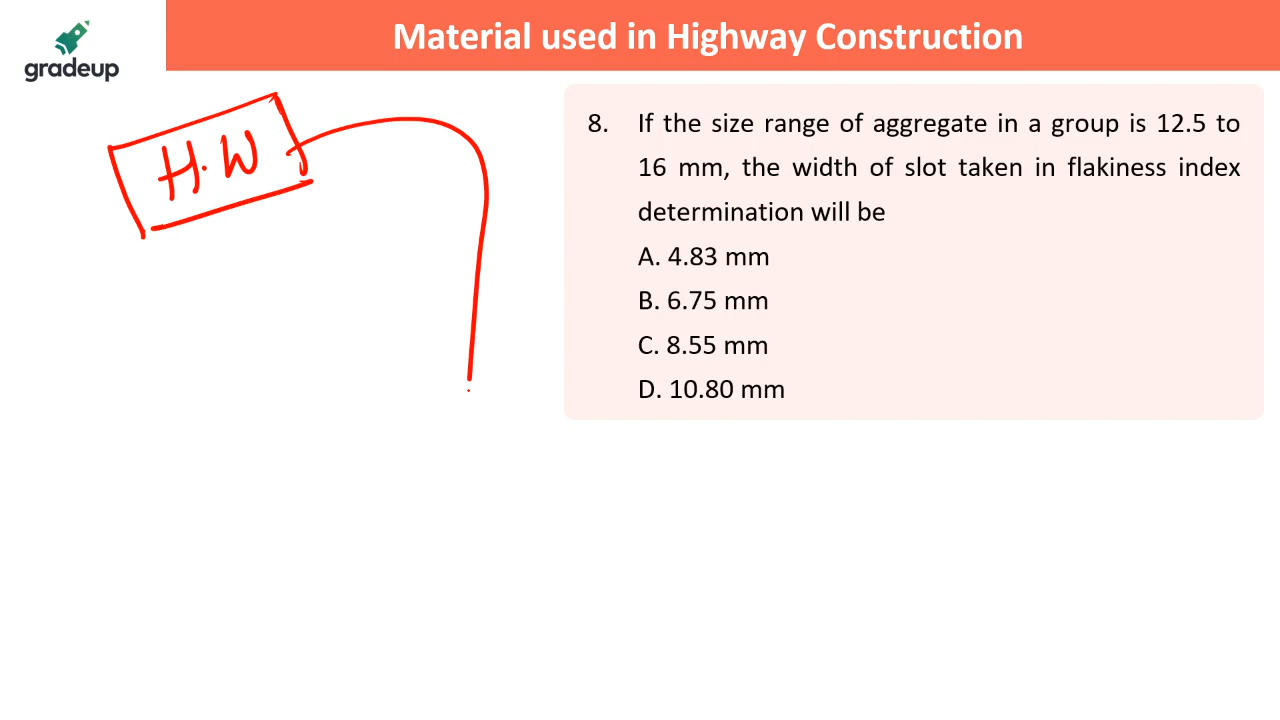 Material used in Highway Construction
gradeup
H.W
8. If the size range of aggregate in a group is 12.5 to
16 mm, the width of slot taken in flakiness index
determination will be
A. 4.83 mm
B. 6.75 mm
C. 8.55 mm
D. 10.80 mm